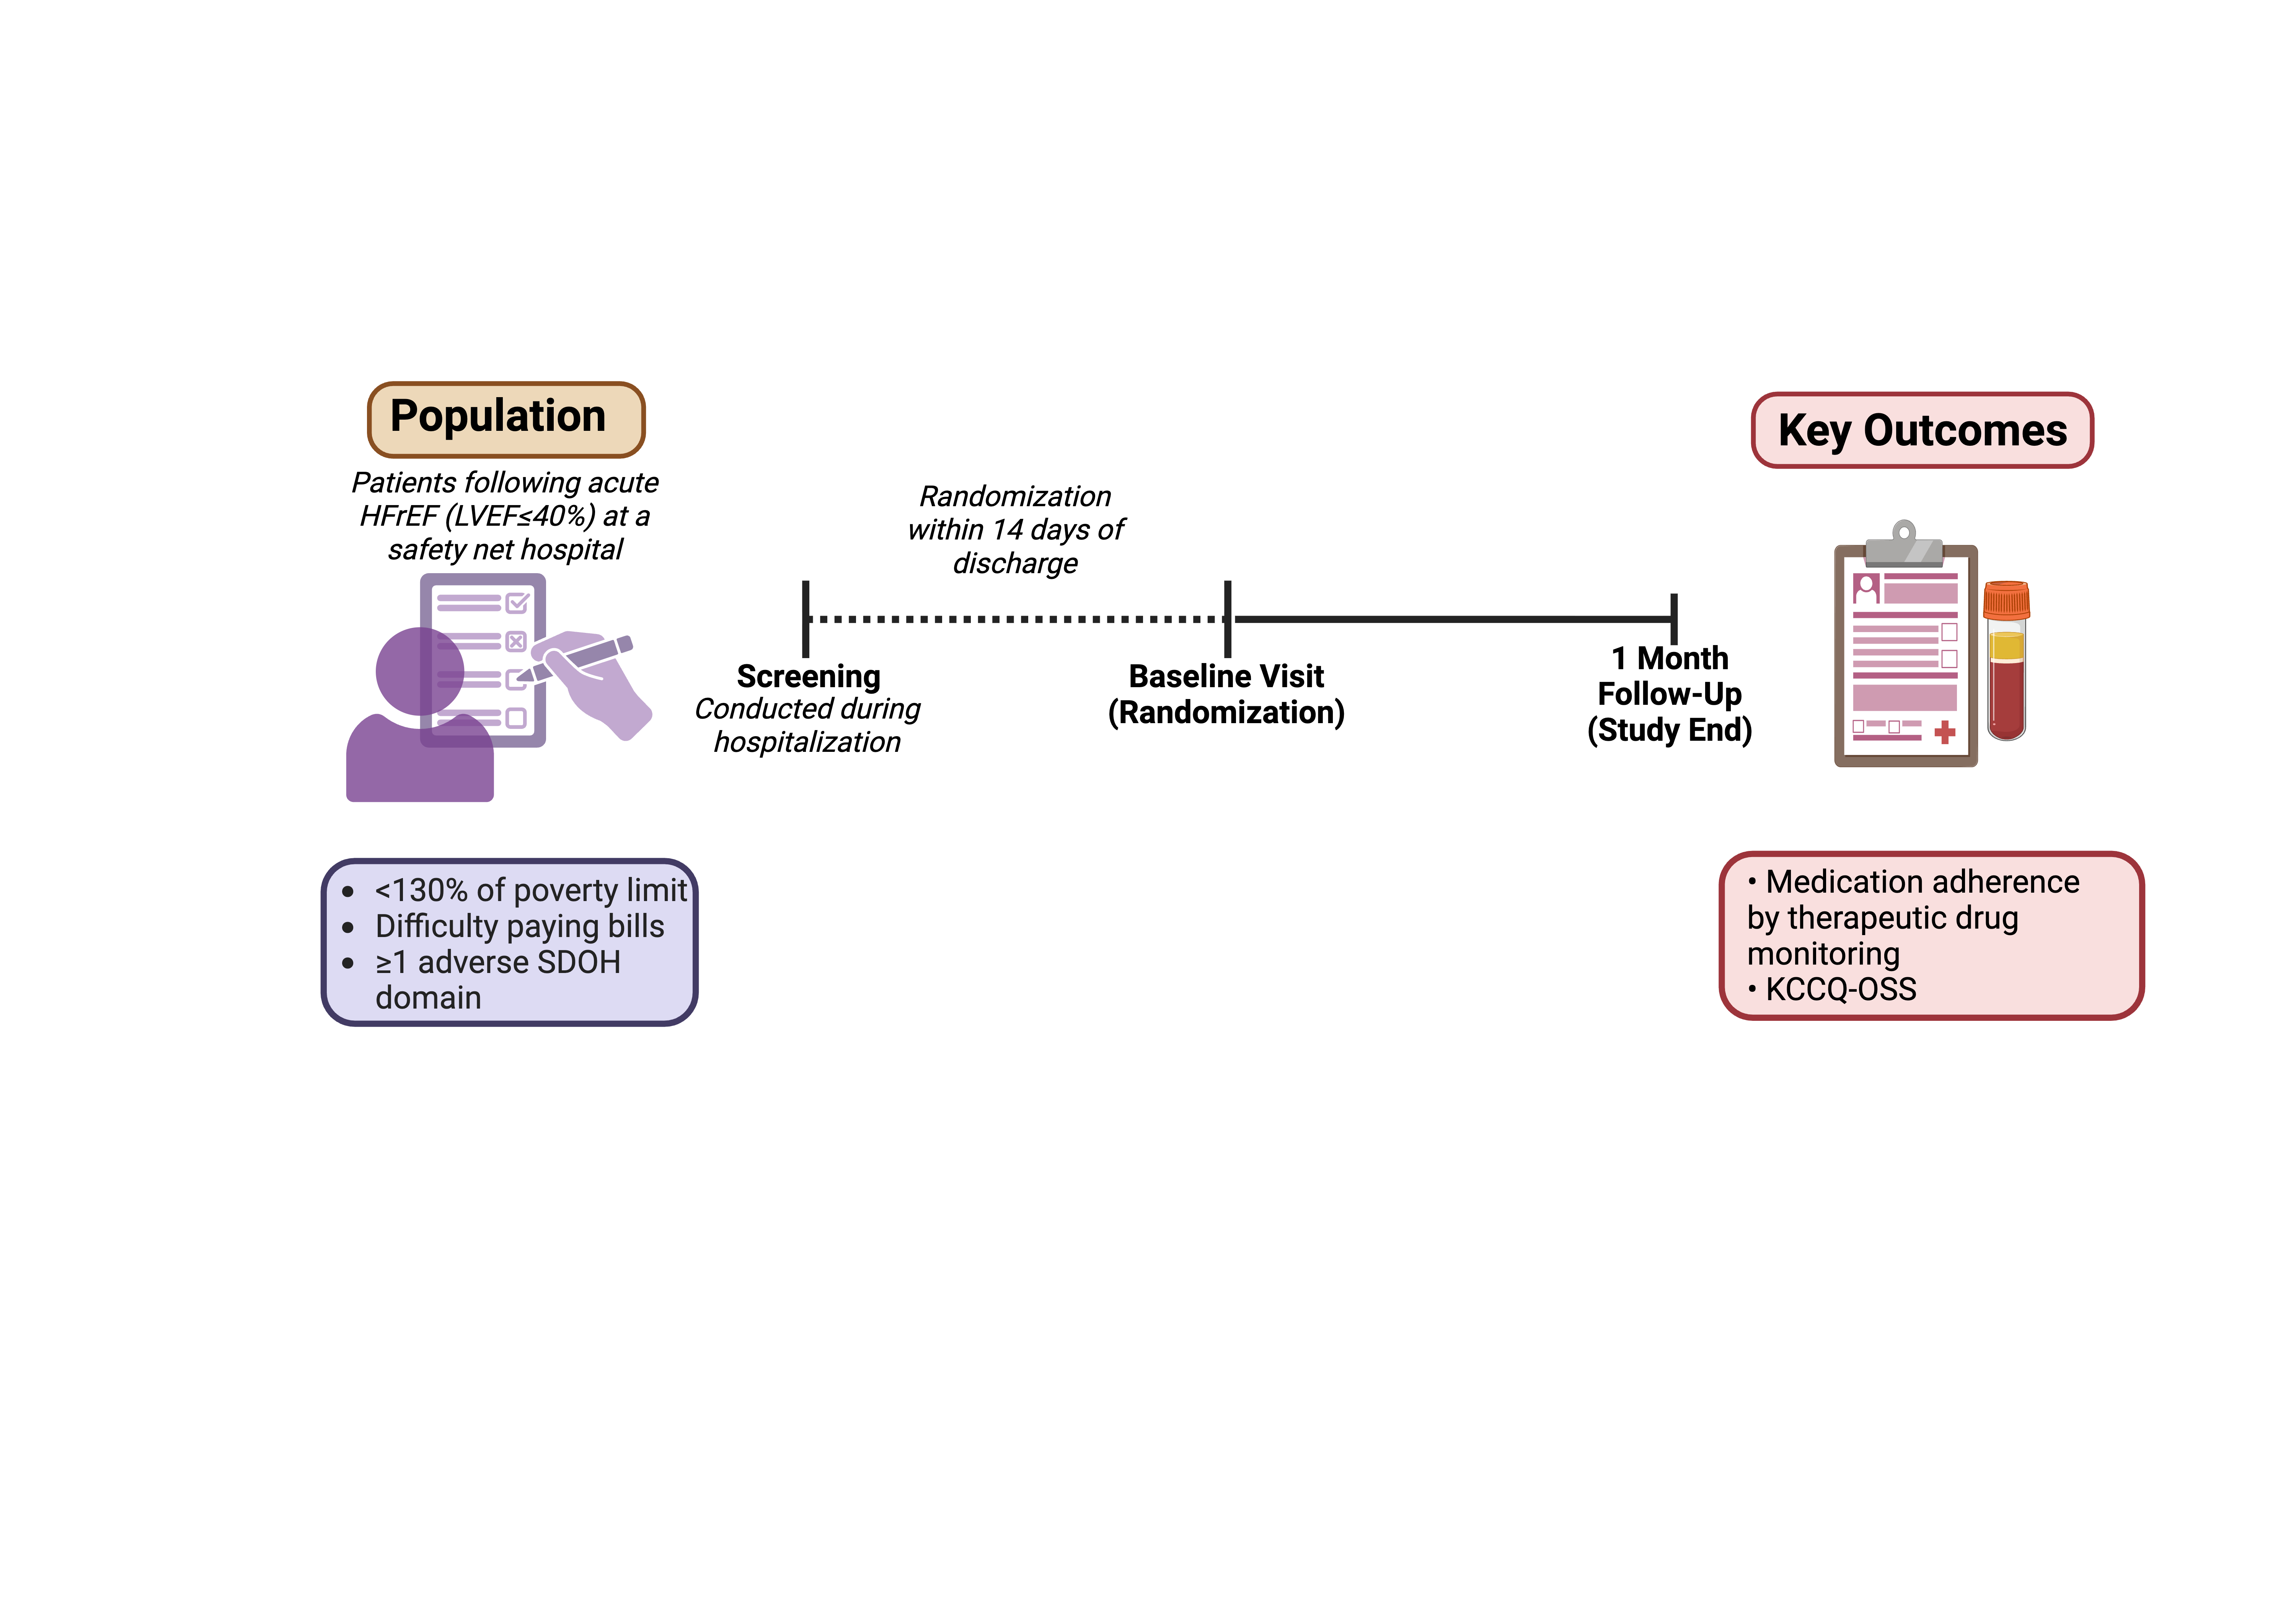 Population
Patients following acute
HFrEF (LVEF≤40%) at a
safety net hospital
• <130% of poverty limit
• Difficulty paying bills
• ≥1 adverse SDOH
domain
Randomization
within 14 days of
discharge
Screening
Conducted during
hospitalization
Baseline Visit
(Randomization)
1 Month
Follow-Up
(Study End)
Key Outcomes
• Medication adherence
by therapeutic drug
monitoring
• KCCQ-OSS